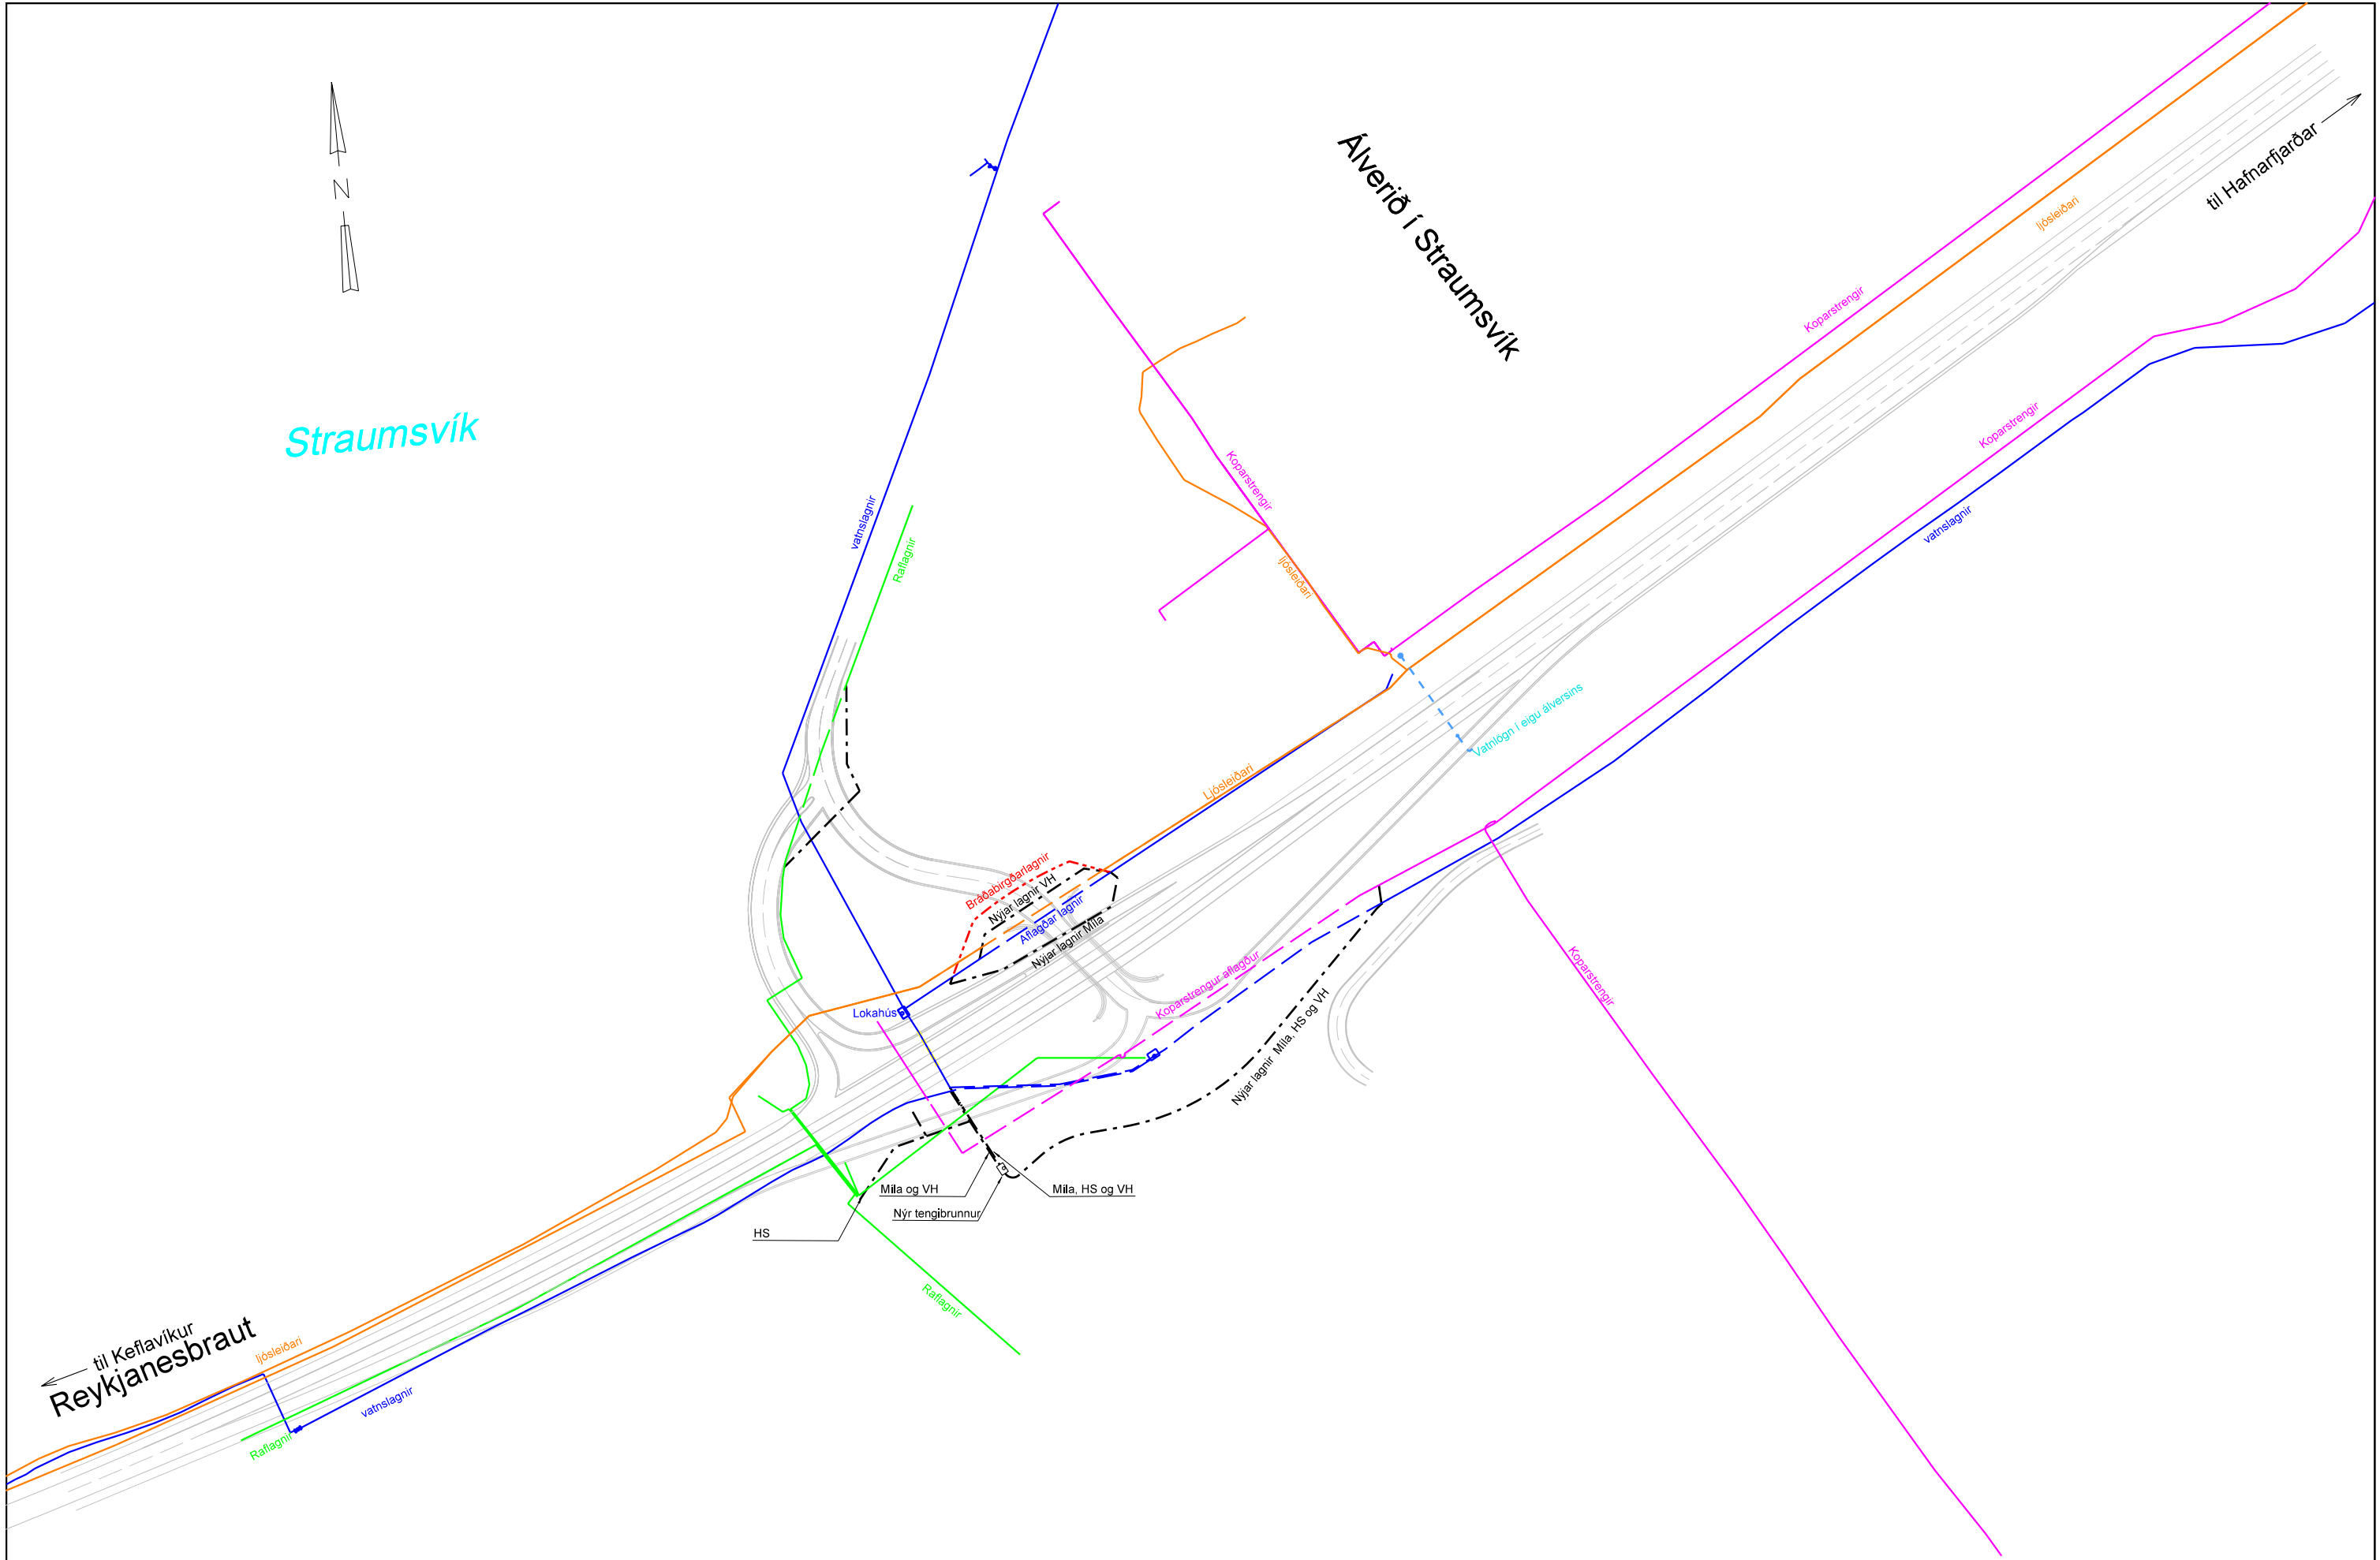 N
Álverið í Straumsvík
til Hafnarfjarðar
ljósleiðari
Koparstrengir
Koparstrengir
Straumsvík
Koparstrengir
vatnslagnir
vatnslagnir
Raflagnir
ljósleiðari
Vatnlögn í eigu álversins
Ljósleiðari
Bráðabirgðarlagnir
Nýjar lagnir VH
Aflagðar lagnir
Nýjar lagnir Míla
Koparstrengur aflagður
Koparstrengir
Lokahús
Nýjar lagnir Míla, HS og VH
Míla og VH
Míla, HS og VH
Nýr tengibrunnur
HS
Raflagnir
til Keflavíkur
Reykjanesbraut
ljósleiðari
vatnslagnir
Raflagnir